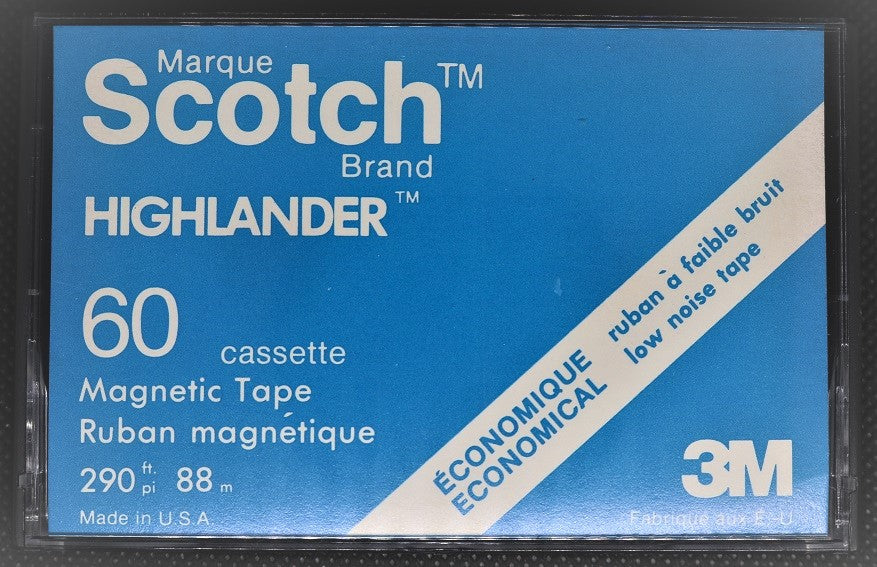 Marque
Scotch™
Brand
HIGHLANDER™
60 cassette
Magnetic Tape
Ruban magnétique
290 ft. pi 88 m
Made in U.S.A.
ÉCONOMIQUE ruban à faible bruit
ECONOMICAL low noise tape
3M
Fabriqué aux É.-U.